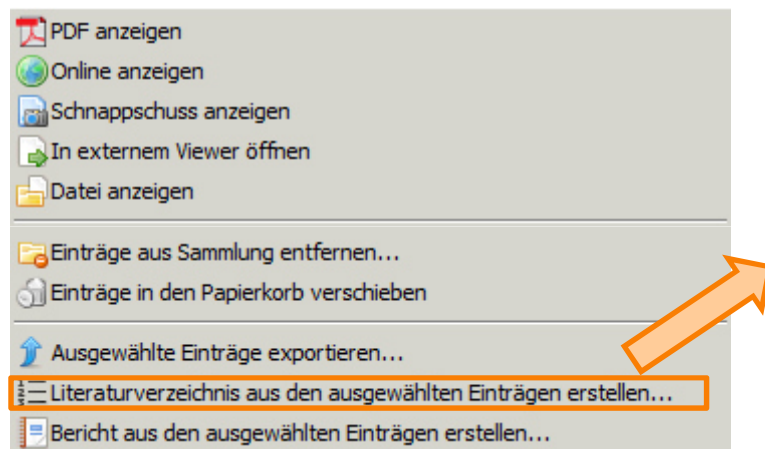 PDF anzeigen
Online anzeigen
Schnappschuss anzeigen
In externem Viewer öffnen
Datei anzeigen
Einträge aus Sammlung entfernen...
Einträge in den Papierkorb verschieben
Ausgewählte Einträge exportieren...
Literaturverzeichnis aus den ausgewählten Einträgen erstellen...
Bericht aus den ausgewählten Einträgen erstellen...